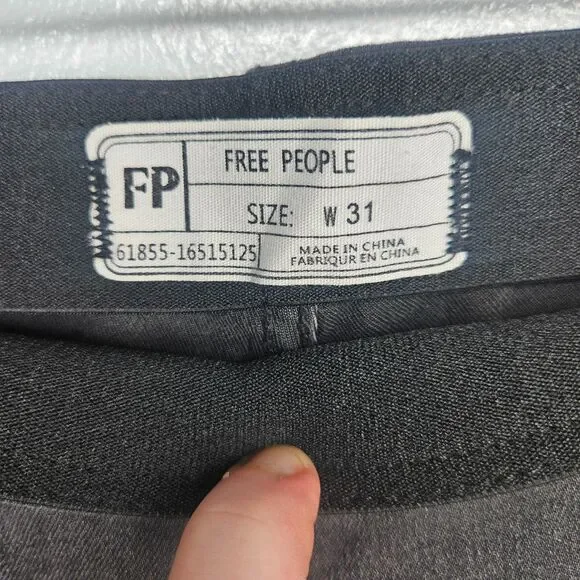 FP
FREE PEOPLE
SIZE: W 31
61855-16515125
MADE IN CHINA
FABRIQUR EN CHINA